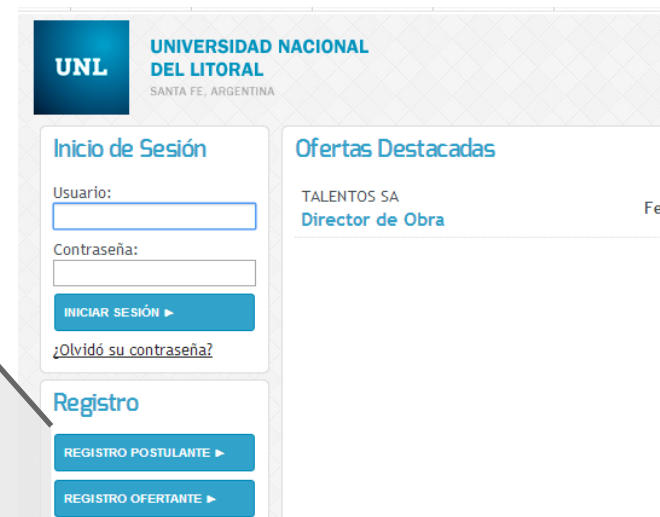 UNL
UNIVERSIDAD NACIONAL
DEL LITORAL
SANTA FE, ARGENTINA
Inicio de Sesión
Usuario:
Contraseña:
INICIAR SESIÓN ►
¿Olvidó su contraseña?
Registro
REGISTRO POSTULANTE ►
REGISTRO OFERTANTE ►
Ofertas Destacadas
TALENTOS SA
Director de Obra
Fe